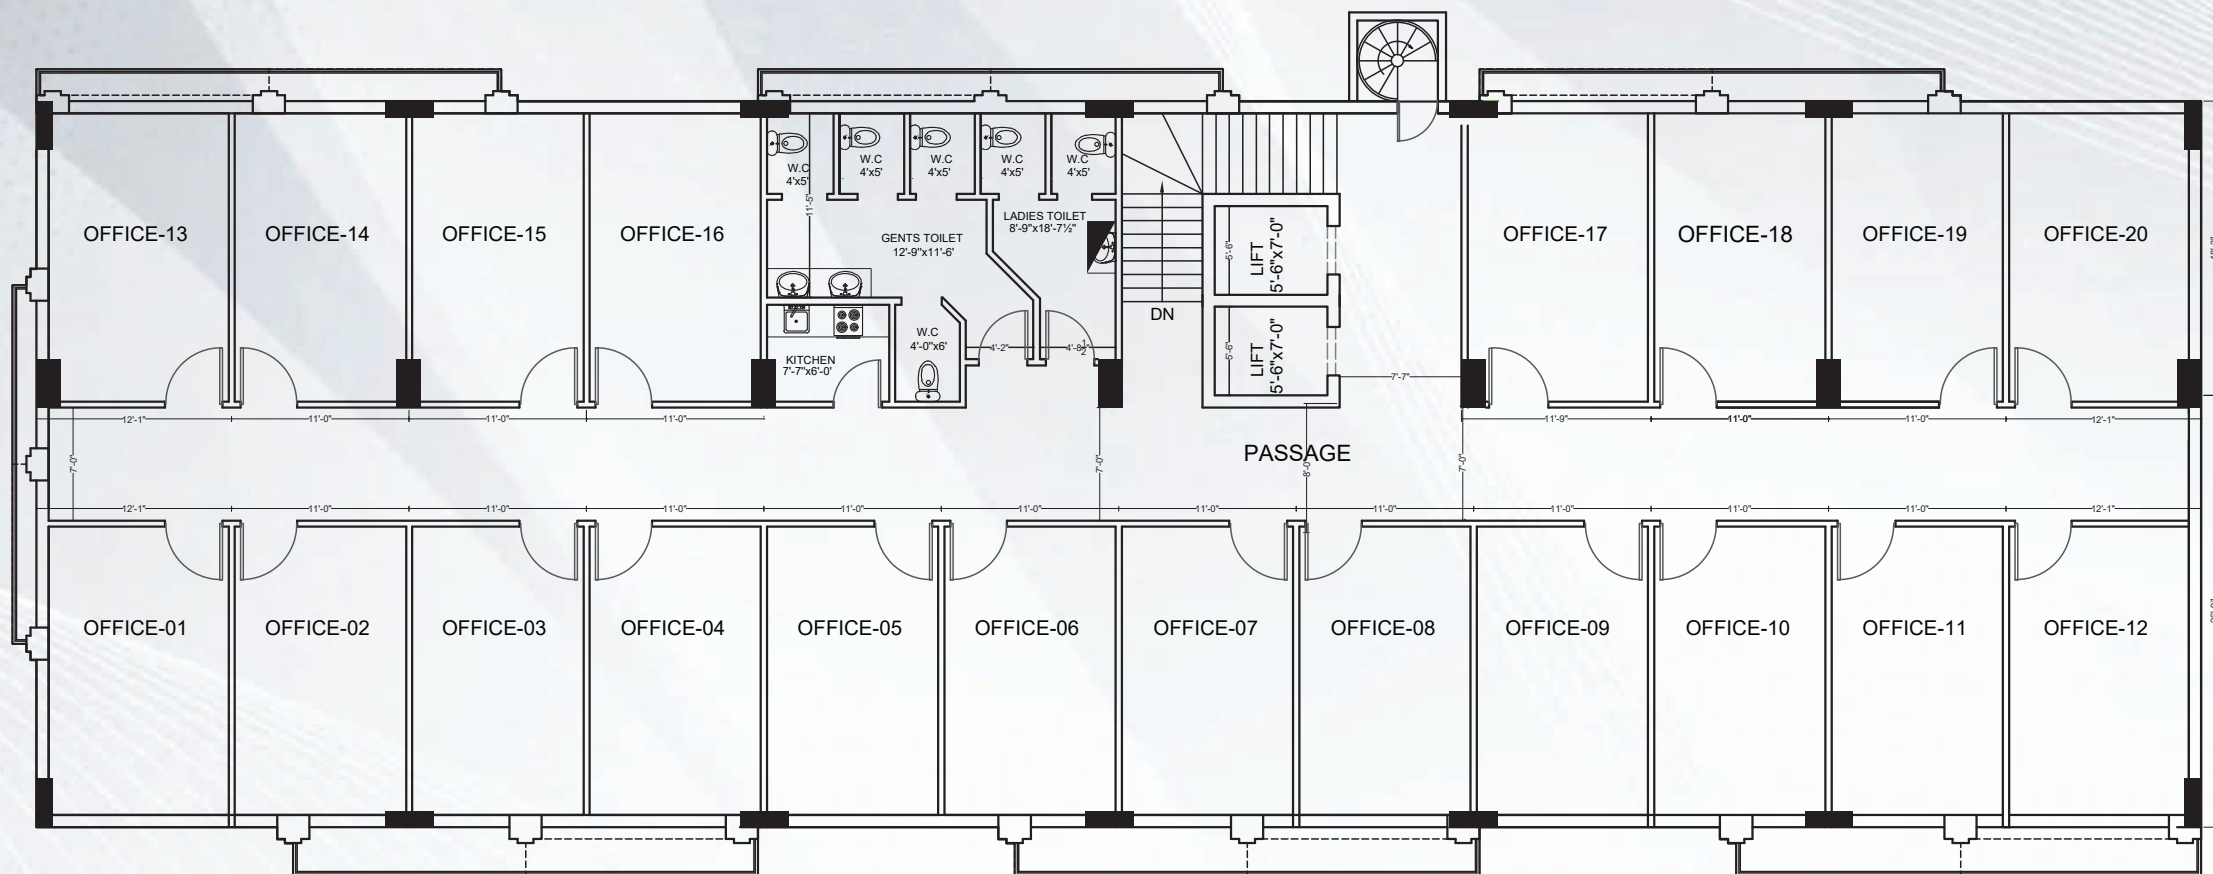 W.C
4'x5'
W.C
4'x5'
W.C
4'x5'
W.C
4'x5'
W.C
4'x5'
11'-5"
OFFICE-13
OFFICE-14
OFFICE-15
OFFICE-16
GENTS TOILET
12'-9"x11'-6'
LADIES TOILET
8'-9"x18'-7½"
5'-6"
LIFT
5'-6"x7'-0"
OFFICE-17
OFFICE-18
OFFICE-19
OFFICE-20
DN
W.C
4'-0"x6'
4'-2"
4'-8½"
5'-6"
LIFT
5'-6"x7'-0"
KITCHEN
7'-7"x6'-0'
7'-7"
12'-1"
11'-0"
11'-0"
11'-0"
11'-9"
11'-0"
11'-0"
12'-1"
7'-0"
7'-0"
PASSAGE
8'-0"
7'-0"
12'-1"
11'-0"
11'-0"
11'-0"
11'-0"
11'-0"
11'-0"
11'-0"
11'-0"
11'-0"
11'-0"
12'-1"
OFFICE-01
OFFICE-02
OFFICE-03
OFFICE-04
OFFICE-05
OFFICE-06
OFFICE-07
OFFICE-08
OFFICE-09
OFFICE-10
OFFICE-11
OFFICE-12